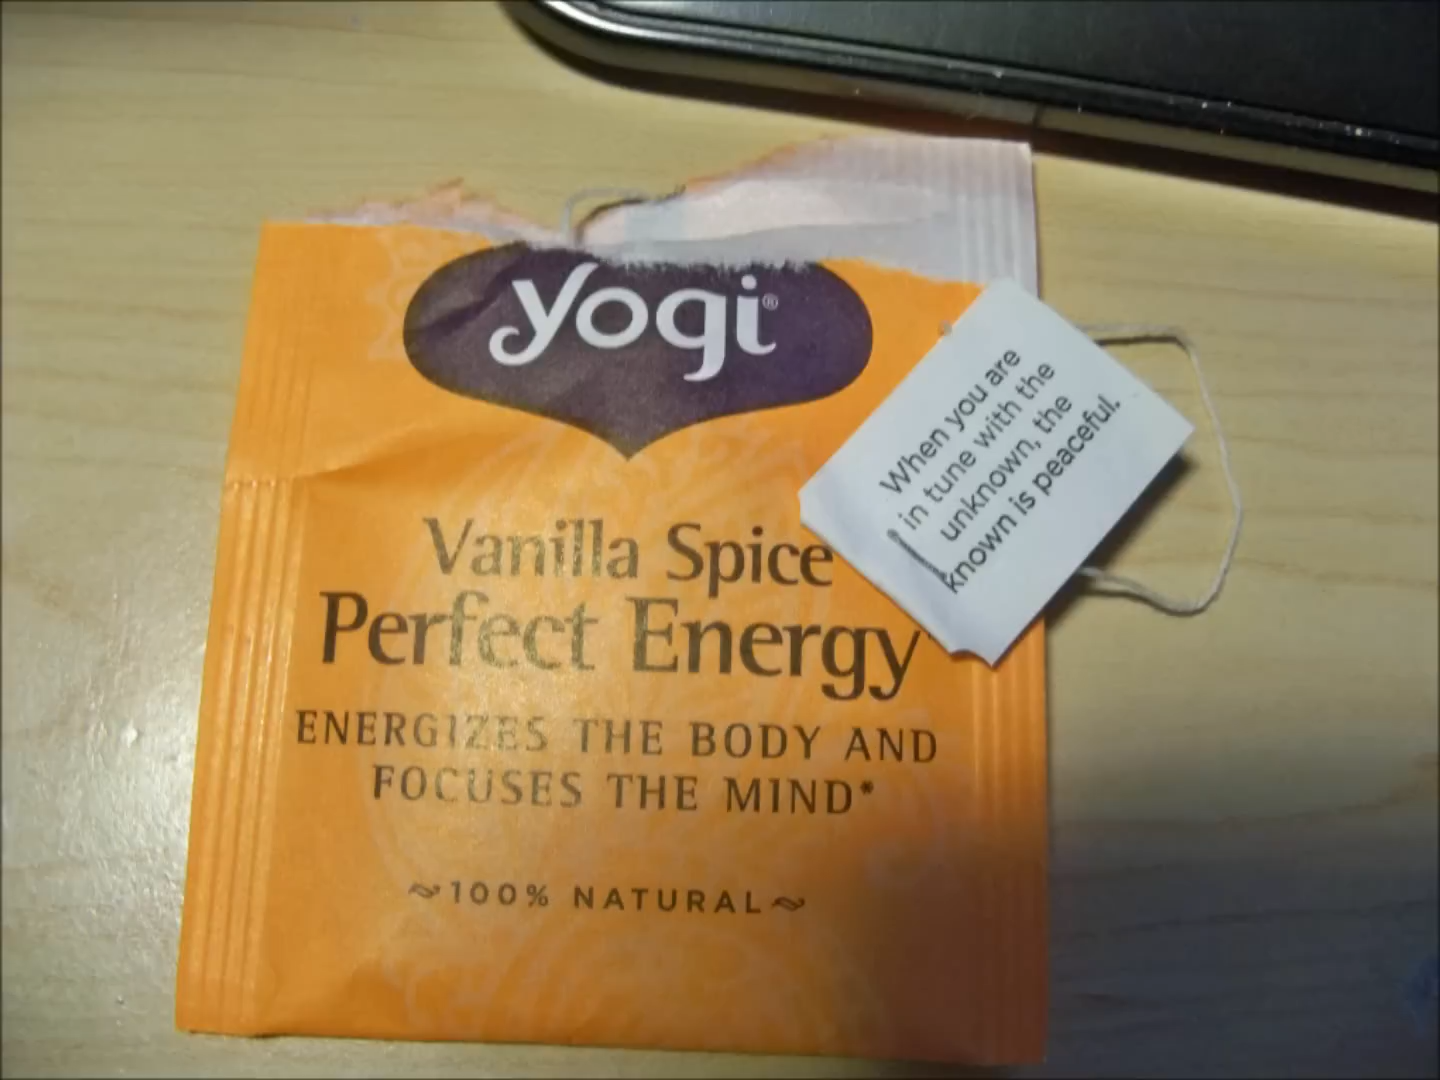 yogi®
Vanilla Spice
Perfect Energy
ENERGIZES THE BODY AND
FOCUSES THE MIND*
~100% NATURAL~
When you are
in tune with the
unknown, the
known is peaceful.